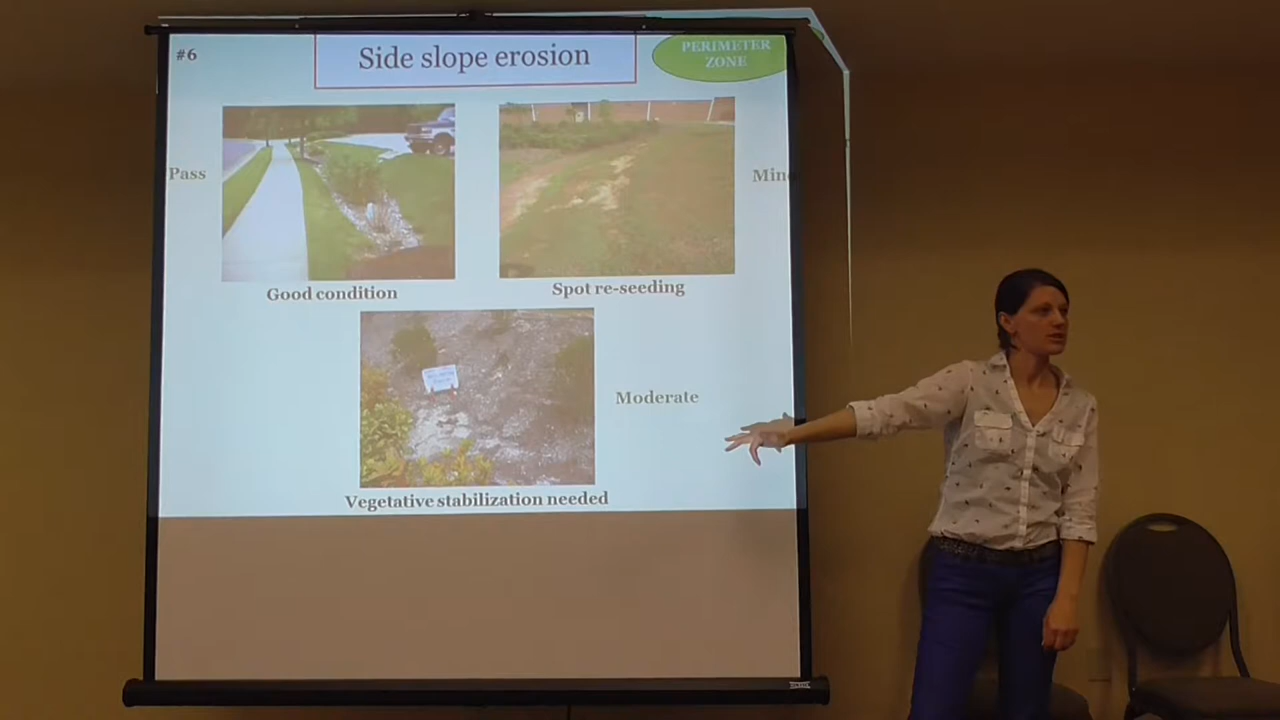 #6
Side slope erosion
PERIMETER
ZONE
Pass
Mino
Good condition
Spot re-seeding
Moderate
Vegetative stabilization needed